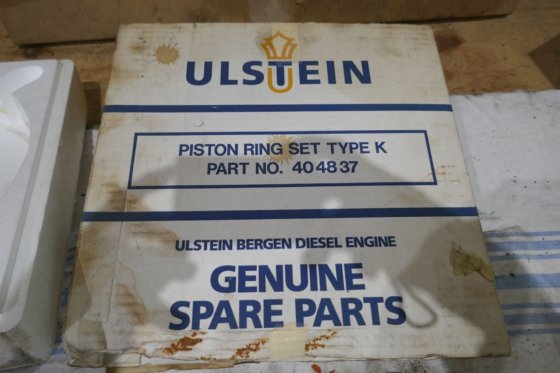 ULSTEIN
PISTON RING SET TYPE K
PART NO. 404837
ULSTEIN BERGEN DIESEL ENGINE
GENUINE
SPARE PARTS